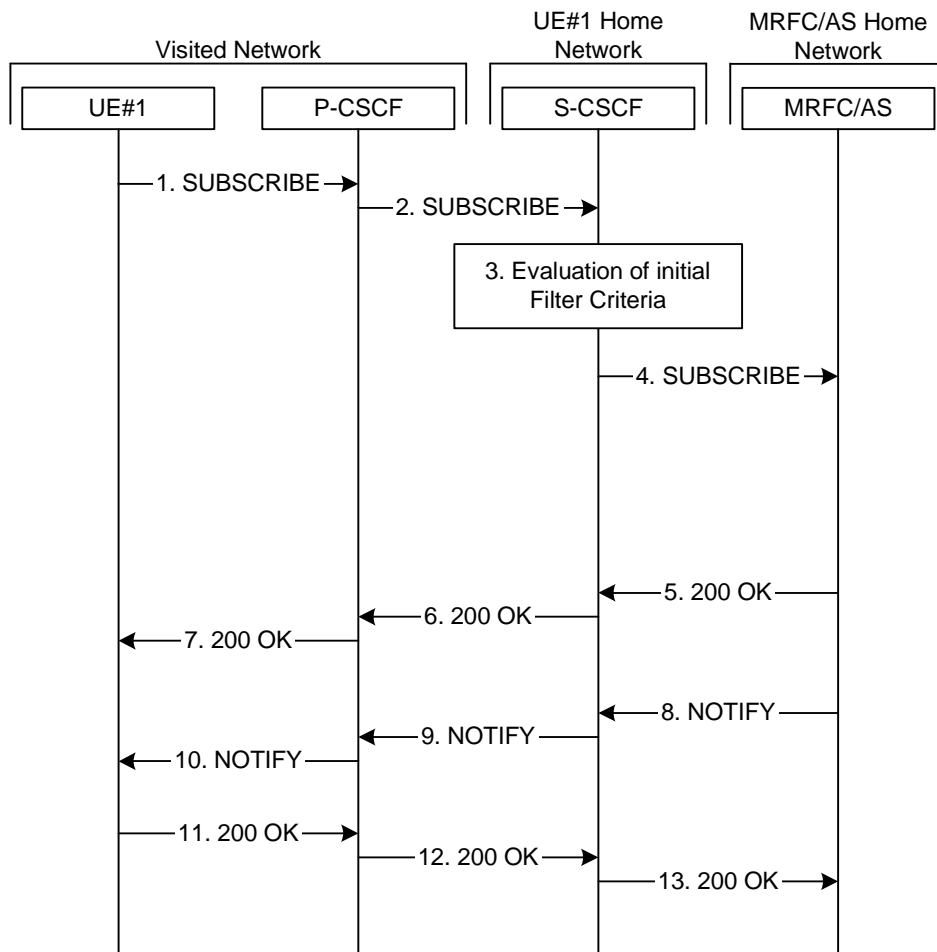 Visited Network
UE#1 Home
Network
MRFC/AS Home
Network
UE#1
P-CSCF
S-CSCF
MRFC/AS
1. SUBSCRIBE
2. SUBSCRIBE
3. Evaluation of initial
Filter Criteria
4. SUBSCRIBE
5. 200 OK
6. 200 OK
7. 200 OK
8. NOTIFY
9. NOTIFY
10. NOTIFY
11. 200 OK
12. 200 OK
13. 200 OK